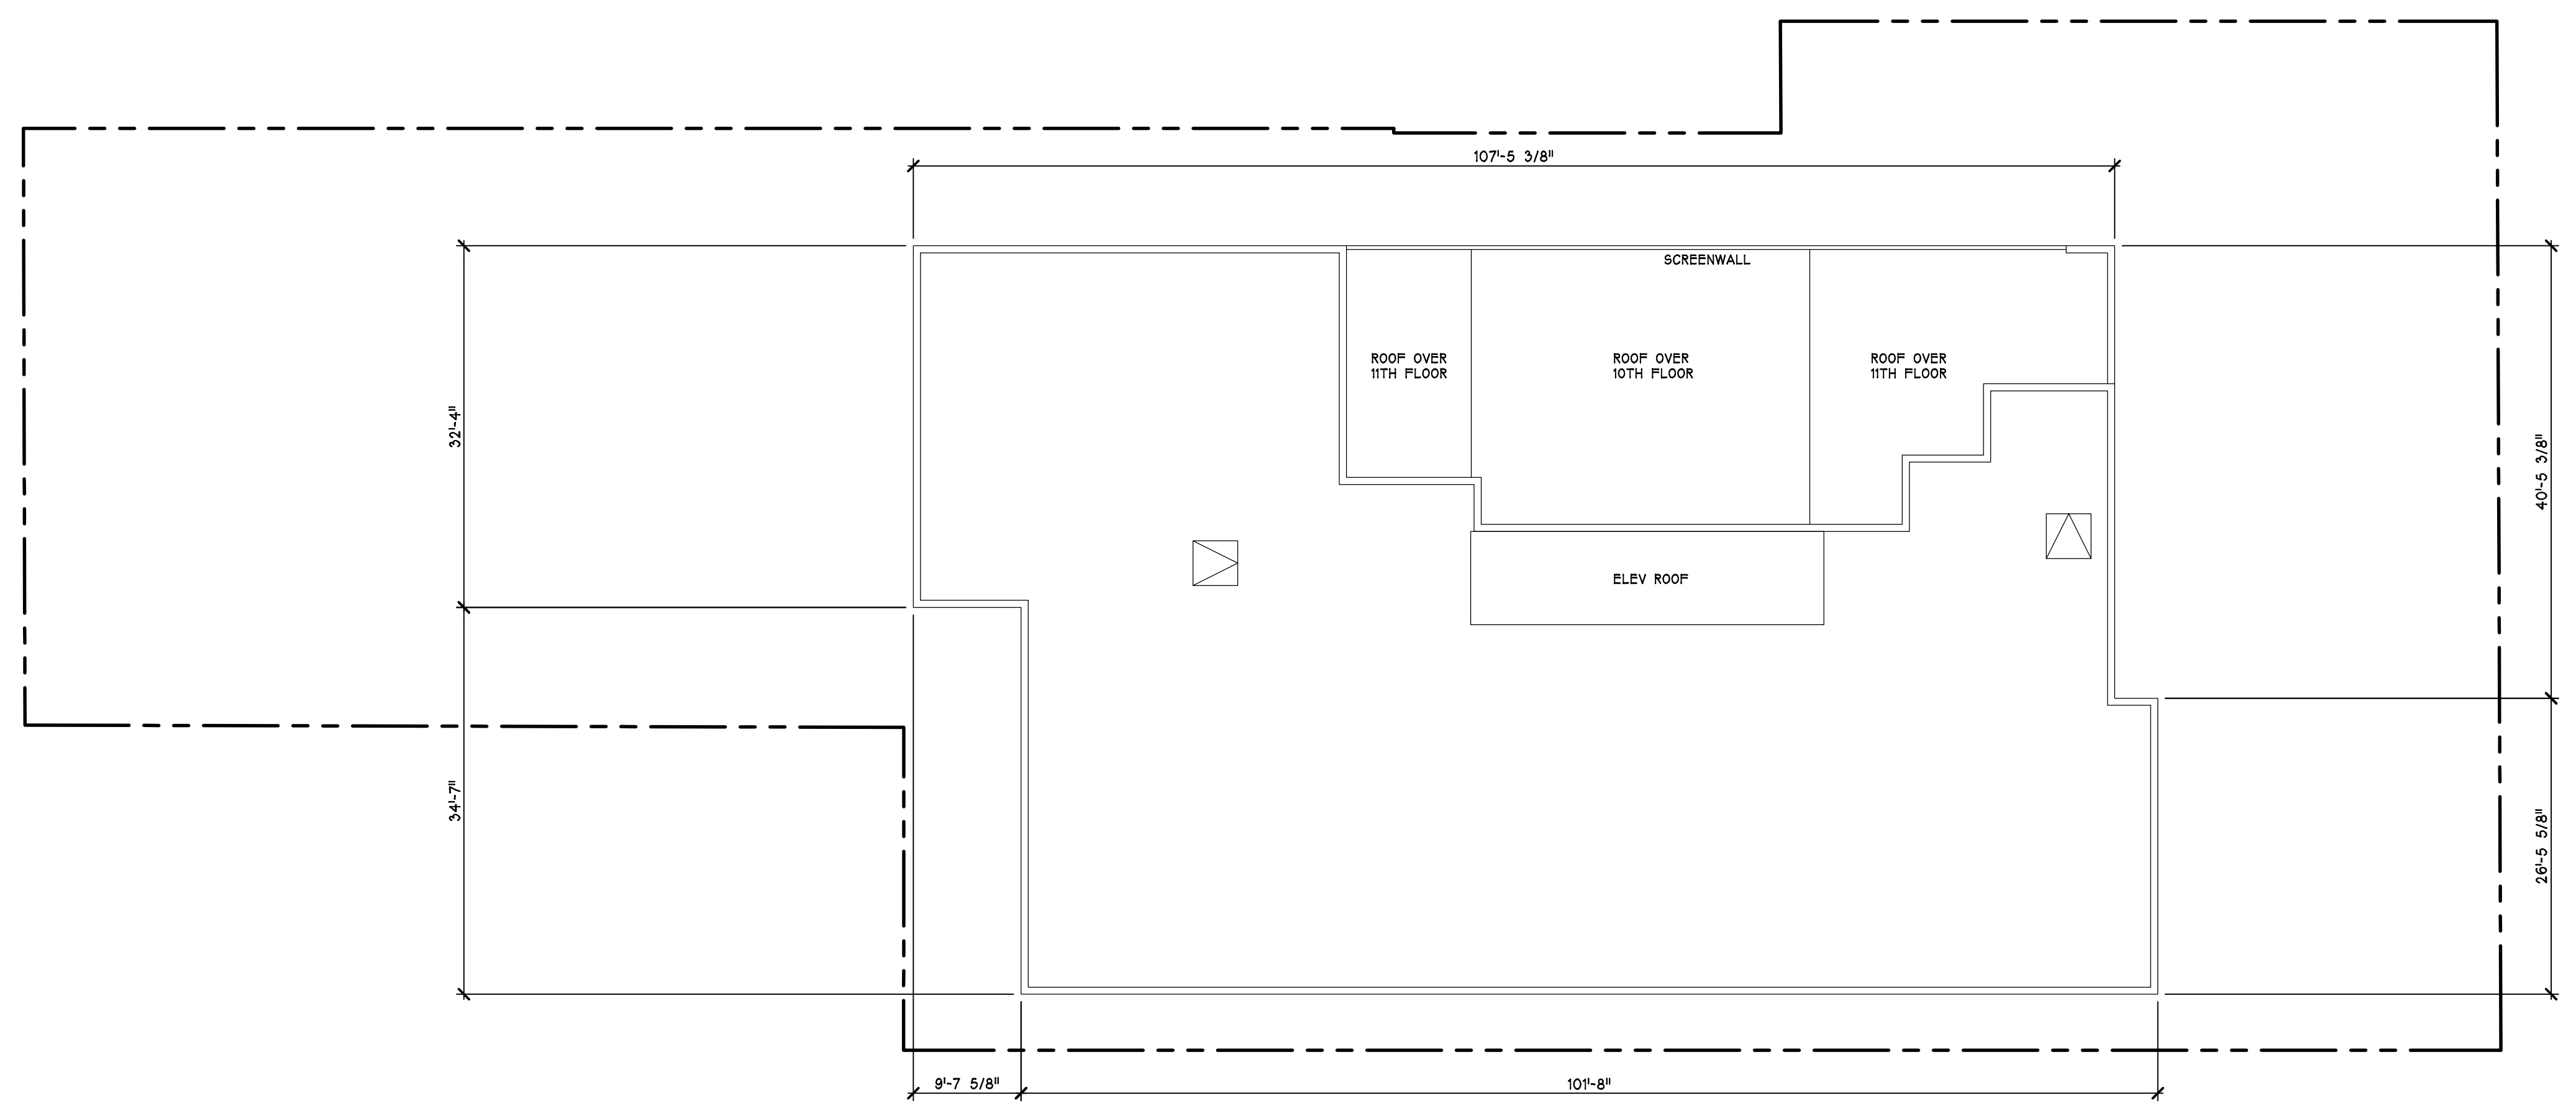 107'-5 3/8"
SCREENWALL
ROOF OVER
11TH FLOOR
ROOF OVER
10TH FLOOR
ROOF OVER
11TH FLOOR
32'-4"
40'-5 3/8"
ELEV ROOF
34'-7"
26'-5 5/8"
9'-7 5/8"
101'-8"